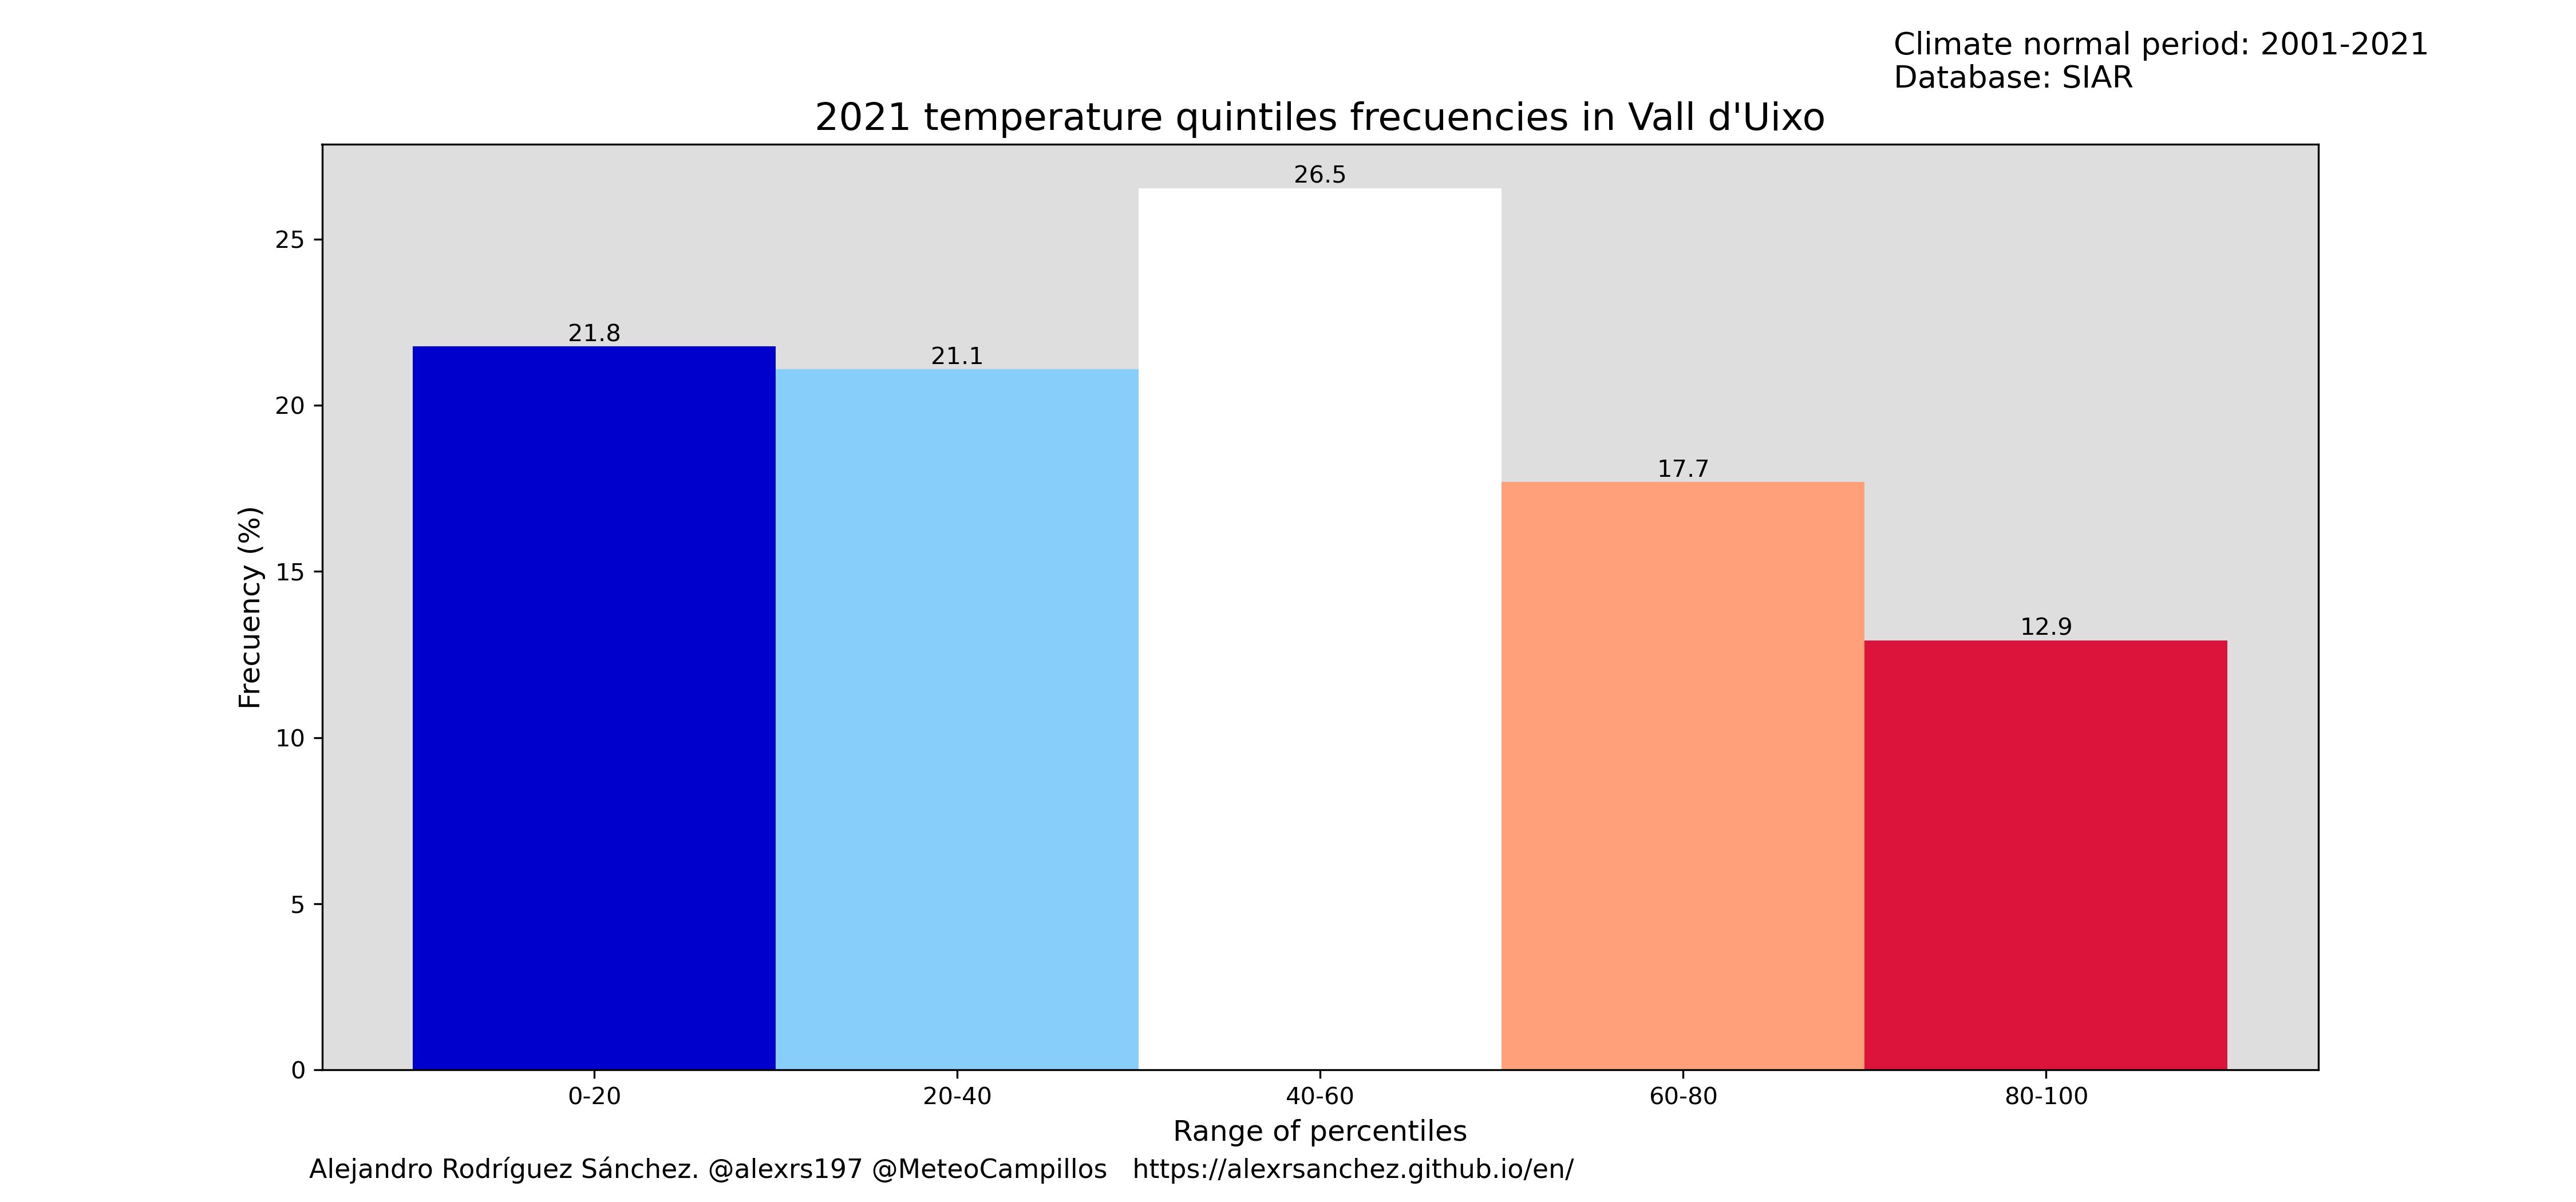 Climate normal period: 2001-2021
Database: SIAR
2021 temperature quintiles frecuencies in Vall d'Uixo
26.5
25
21.8
21.1
20
17.7
15
12.9
10
5
0
Frecuency (%)
0-20 20-40 40-60 60-80 80-100
Range of percentiles
Alejandro Rodríguez Sánchez. @alexrs197 @MeteoCampillos https://alexrsanchez.github.io/en/